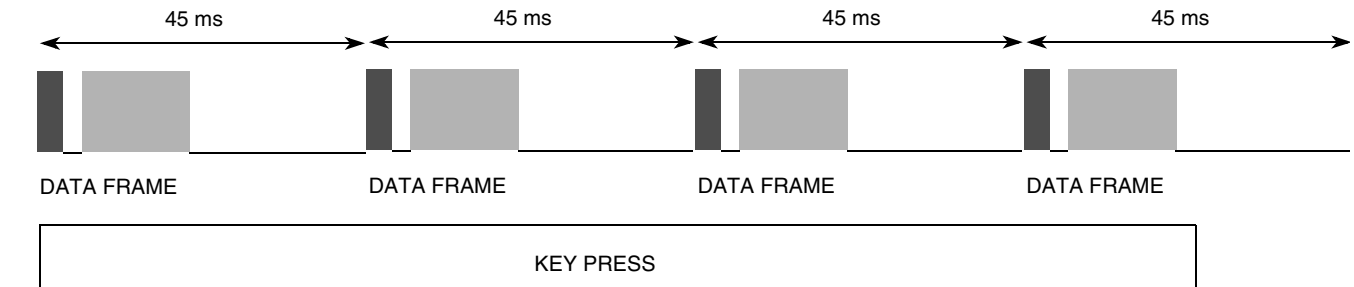 45 ms 45 ms 45 ms 45 ms
DATA FRAME DATA FRAME DATA FRAME DATA FRAME
KEY PRESS